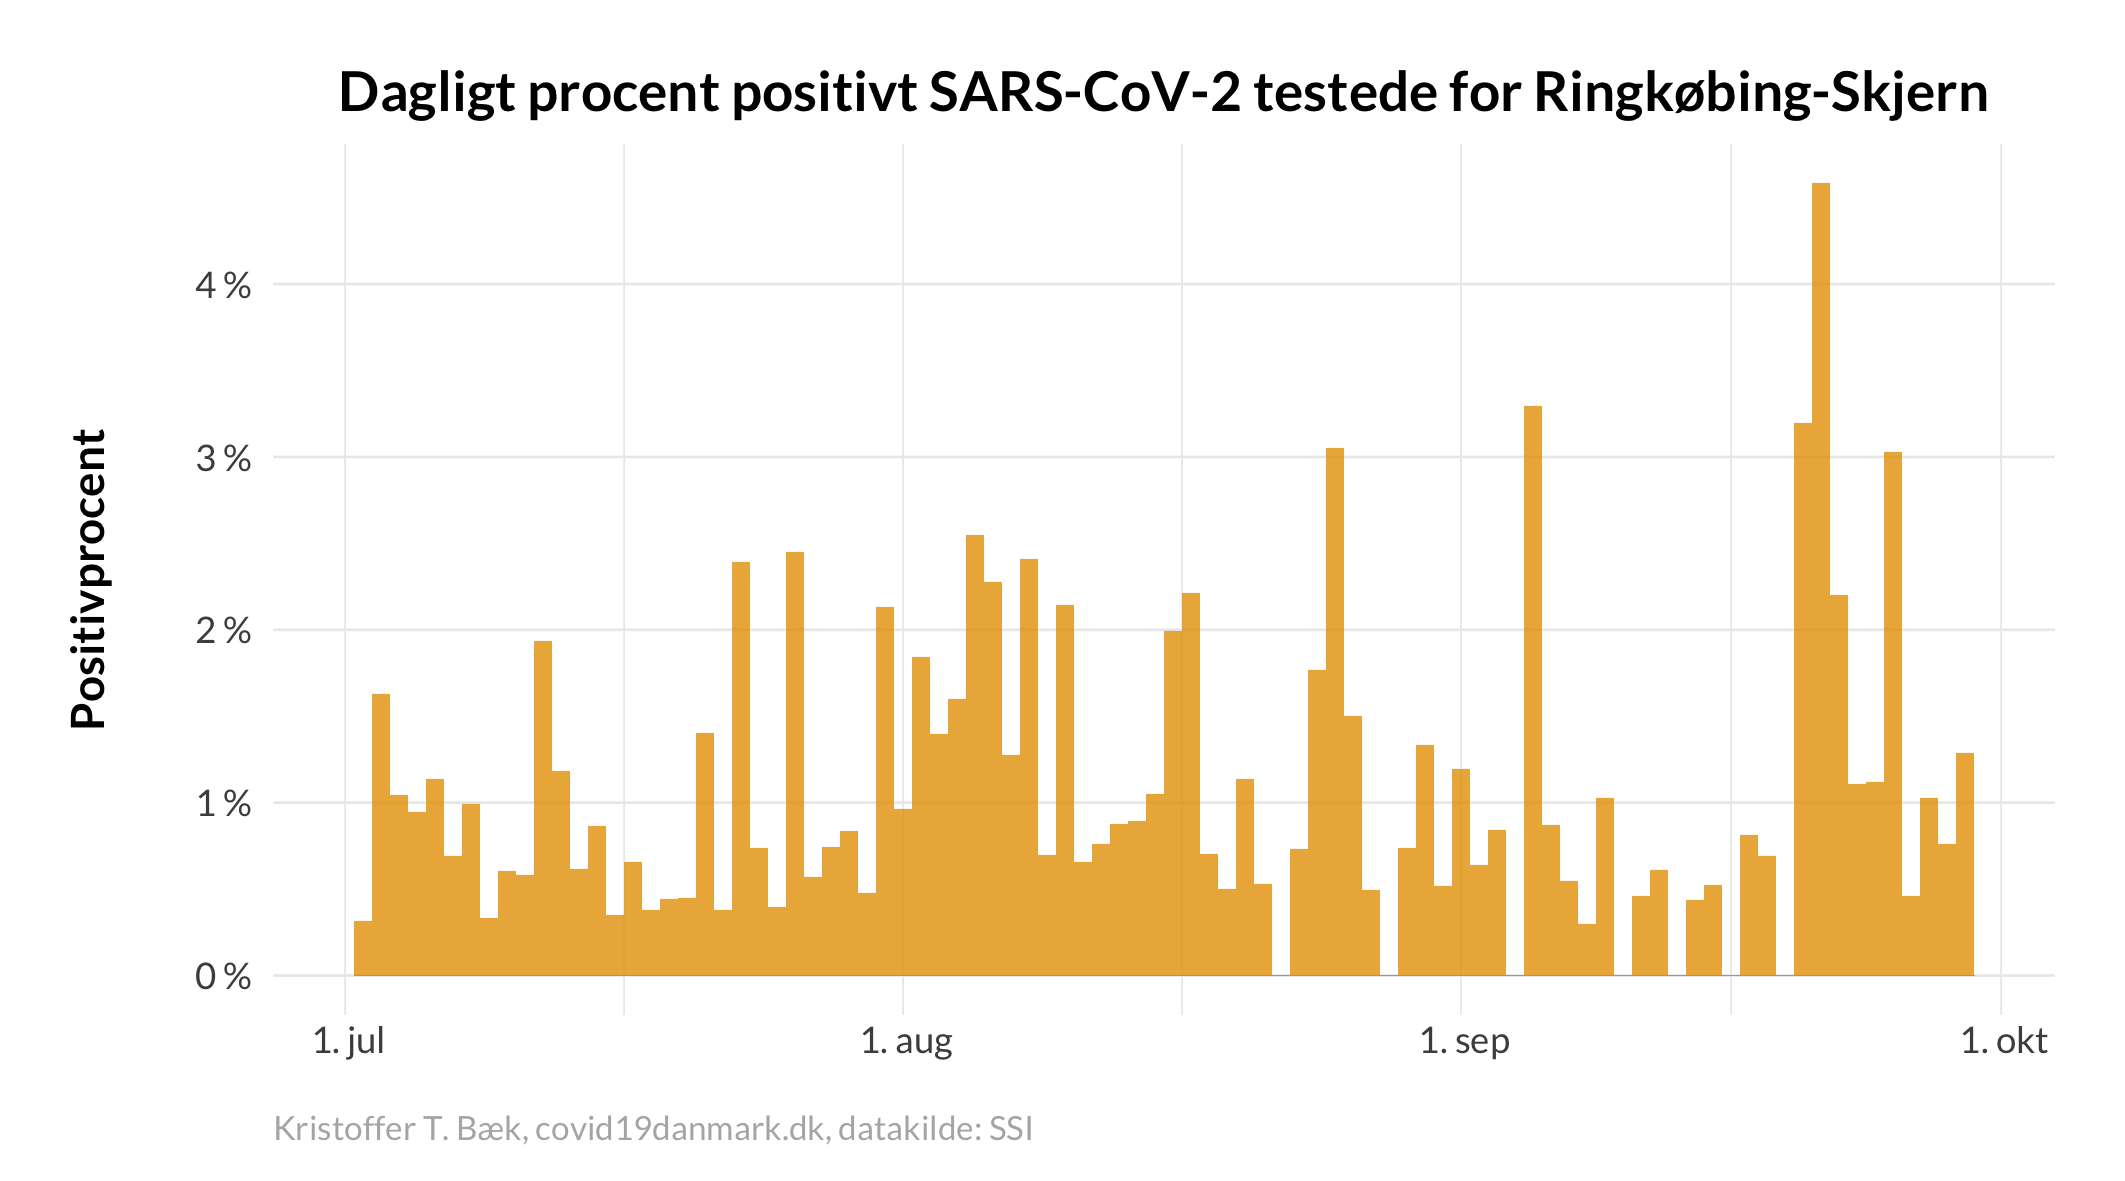 Dagligt procent positivt SARS-CoV-2 testede for Ringkøbing-Skjern
Positivprocent
4 %
3 %
2 %
1 %
0 %
1. jul
1. aug
1. sep
1. okt
Kristoffer T. Bæk, covid19danmark.dk, datakilde: SSI